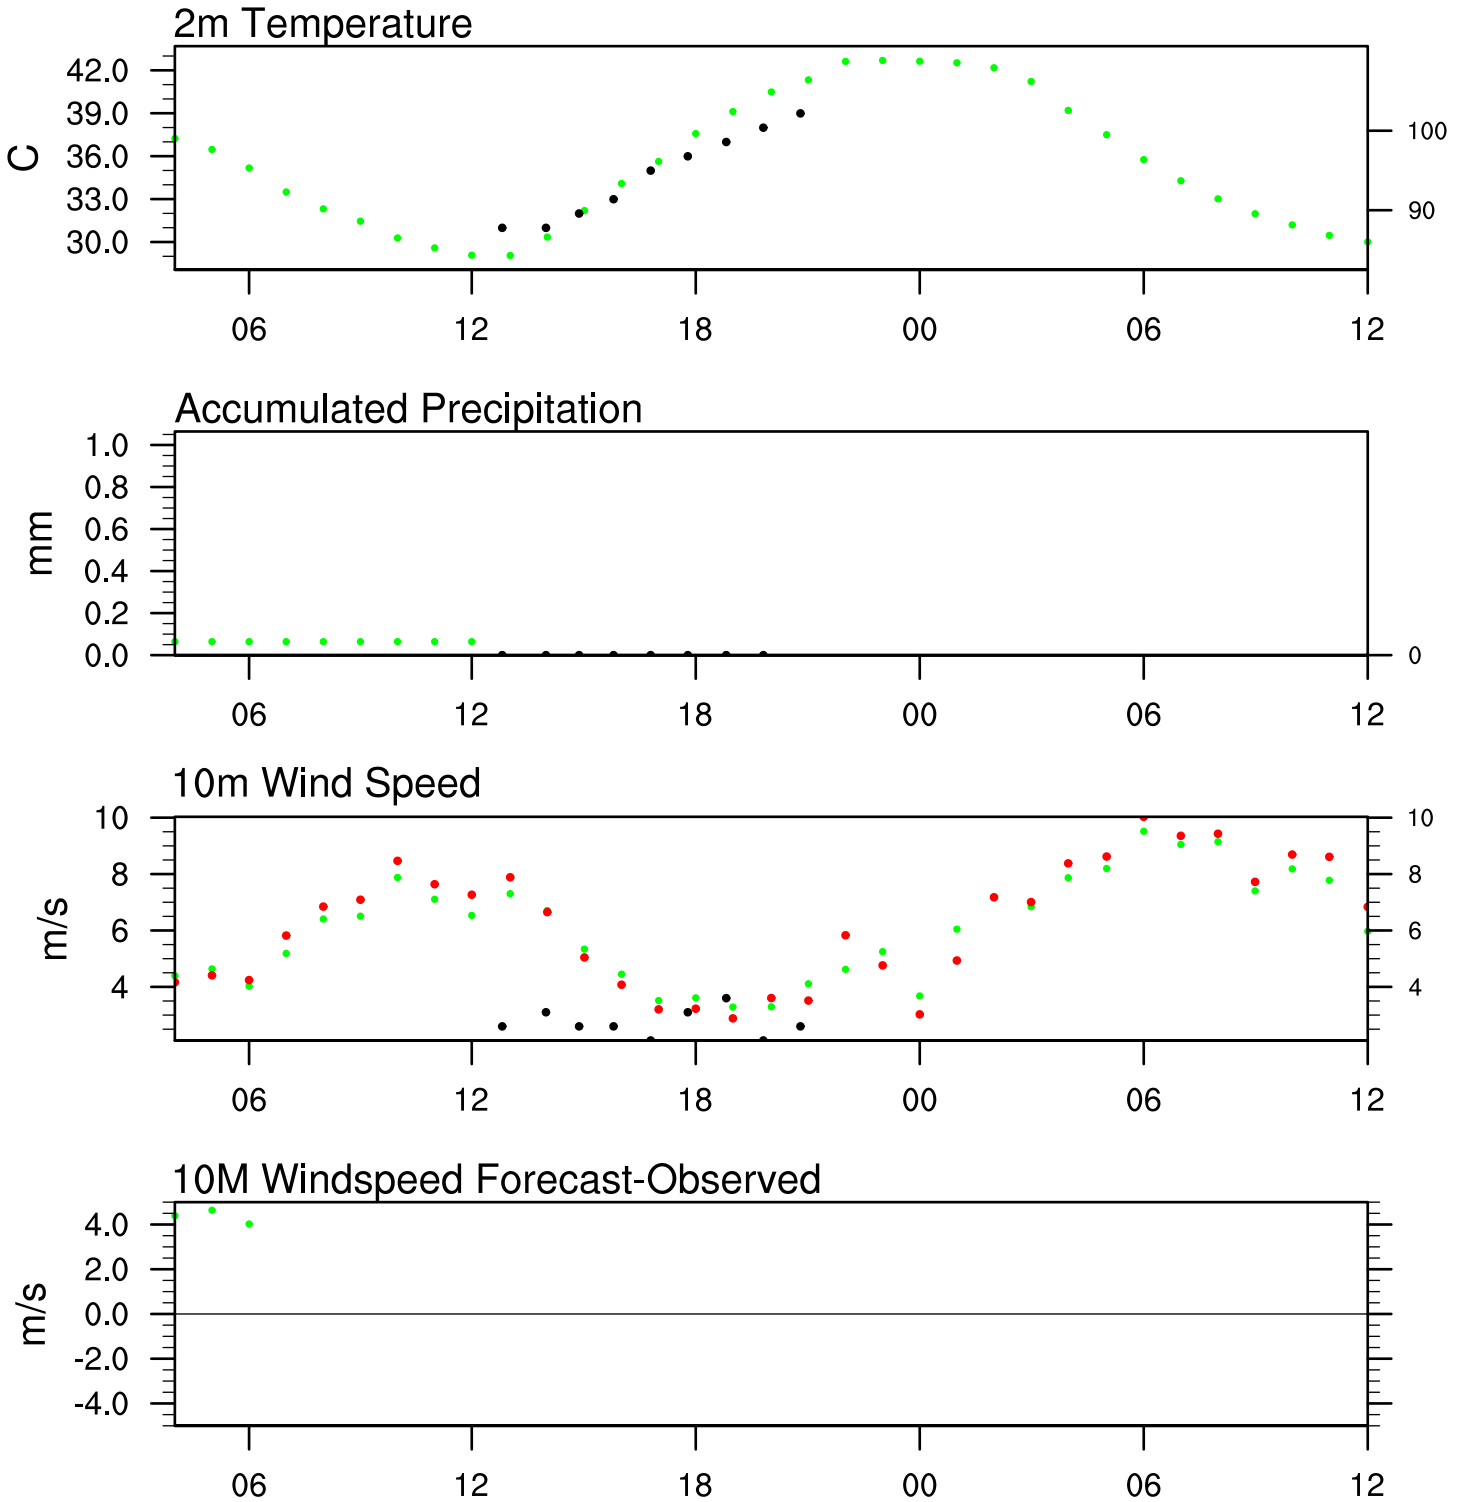 2m Temperature
42.0
39.0
36.0
33.0
30.0
C
100
90
06 12 18 00 06 12
Accumulated Precipitation
1.0
0.8
0.6
0.4
0.2
0.0
mm
0
06 12 18 00 06 12
10m Wind Speed
10
8
6
4
m/s
10
8
6
4
06 12 18 00 06 12
10M Windspeed Forecast-Observed
4.0
2.0
0.0
-2.0
-4.0
m/s
06 12 18 00 06 12